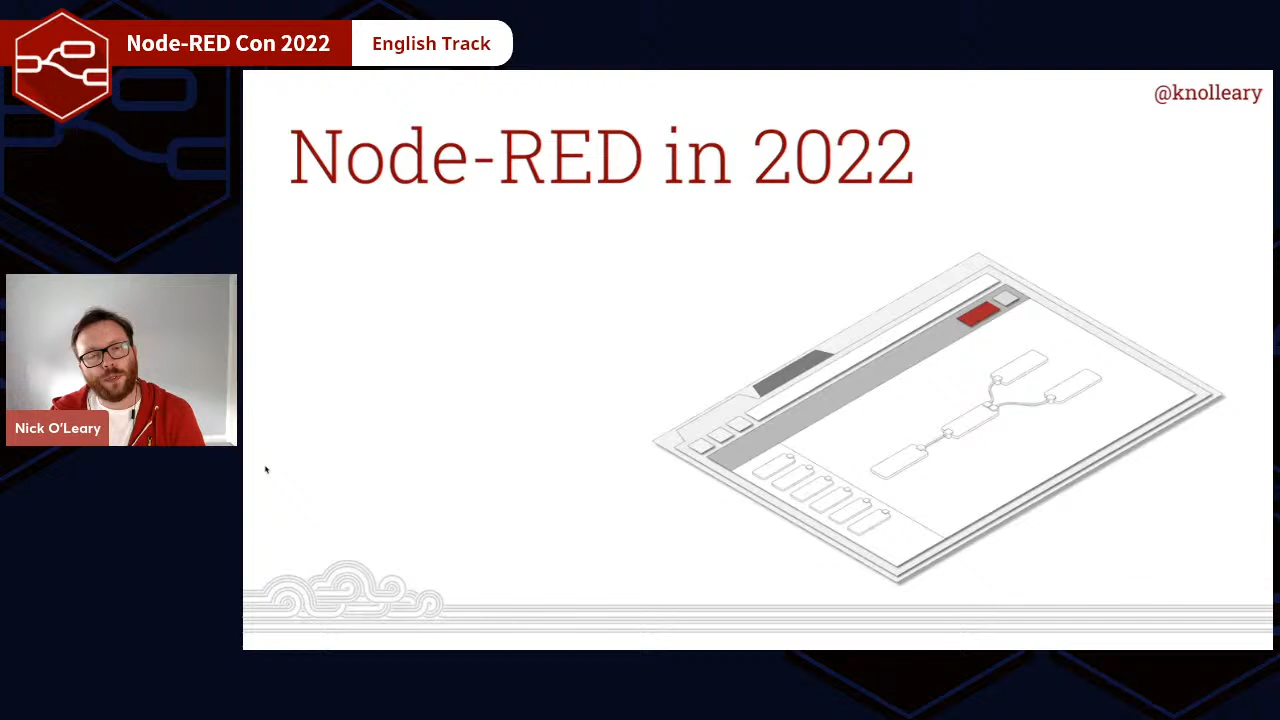 Node-RED Con 2022
English Track
@knolleary
Node-RED in 2022
Nick O'Leary